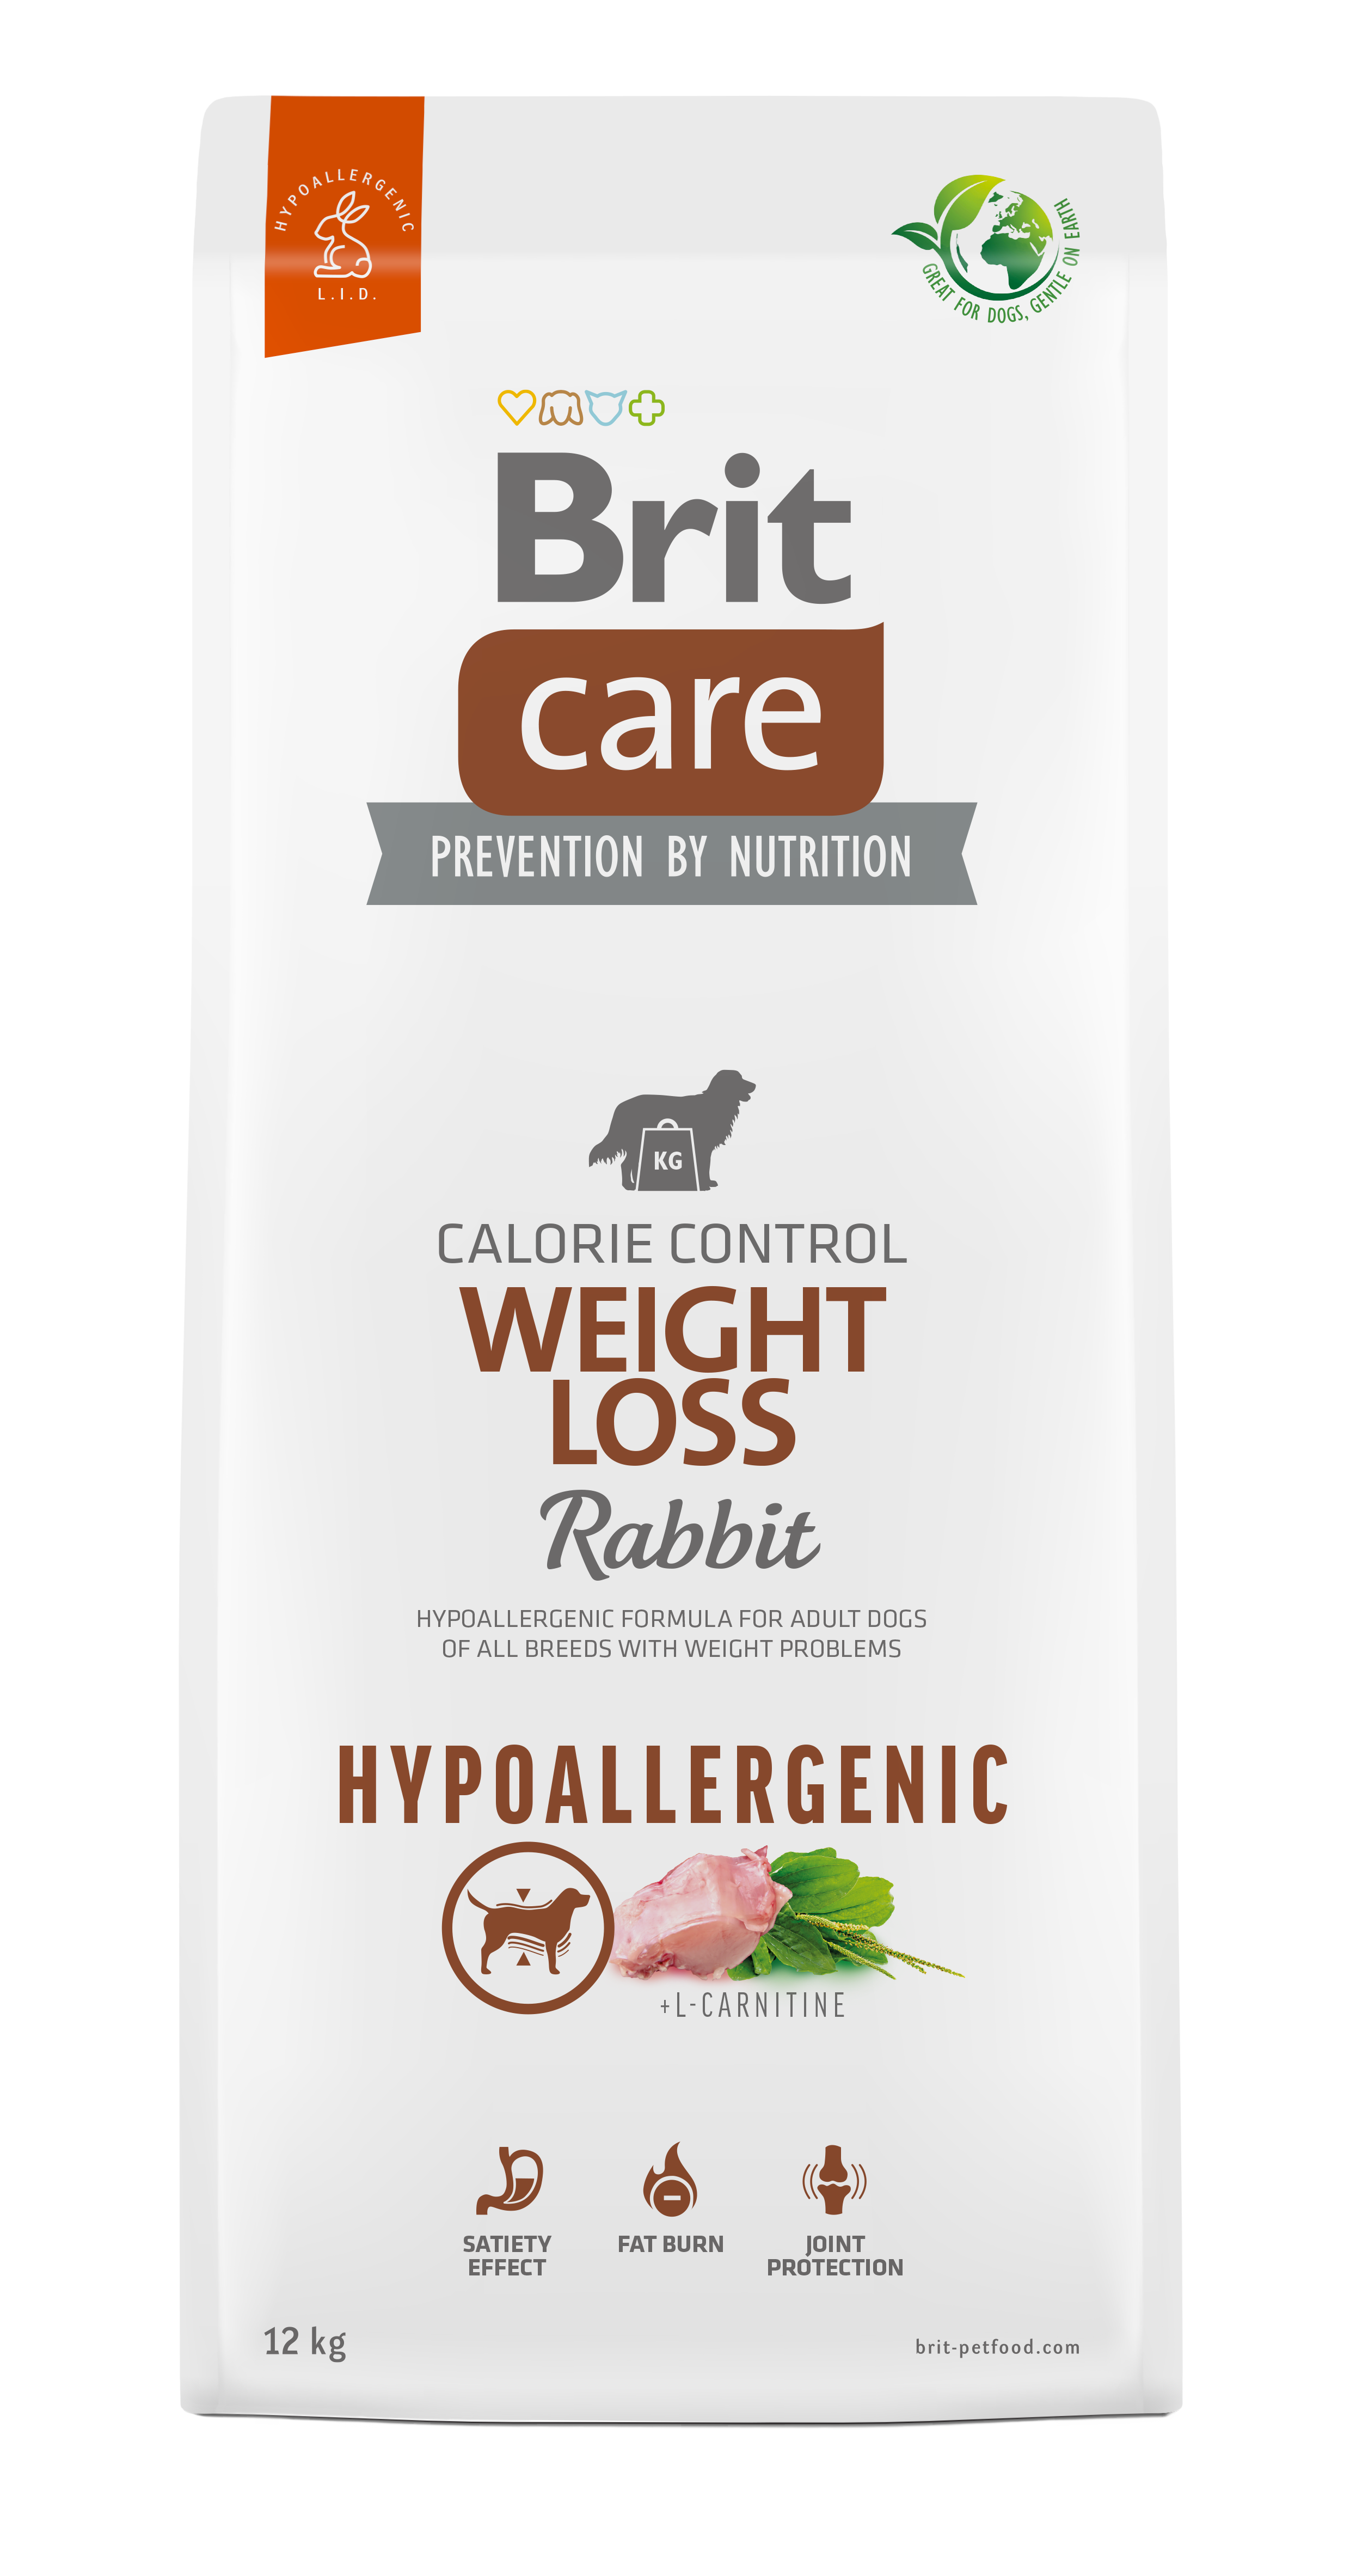 HYPOALLERGENIC
L.I.D.
GREAT FOR DOGS, GENTLE ON EARTH
Brit
care
PREVENTION BY NUTRITION
KG
CALORIE CONTROL
WEIGHT
LOSS
Rabbit
HYPOALLERGENIC FORMULA FOR ADULT DOGS
OF ALL BREEDS WITH WEIGHT PROBLEMS
HYPOALLERGENIC
+L-CARNITINE
SATIETY
EFFECT
FAT BURN
JOINT
PROTECTION
12 kg
brit-petfood.com